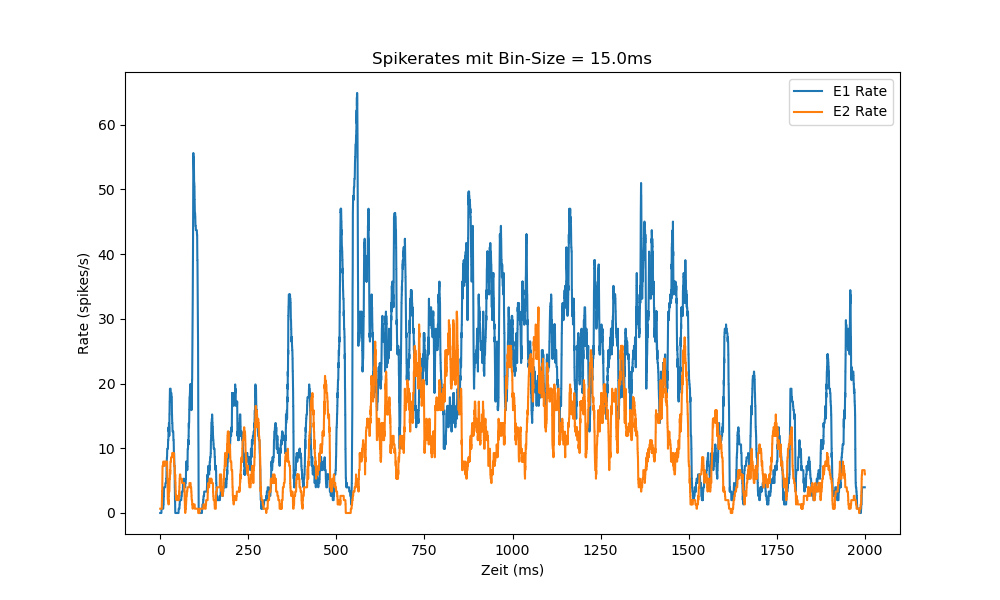 Spikerates mit Bin-Size = 15.0ms
E1 Rate
E2 Rate
Rate (spikes/s)
60
50
40
30
20
10
0
0 250 500 750 1000 1250 1500 1750 2000
Zeit (ms)